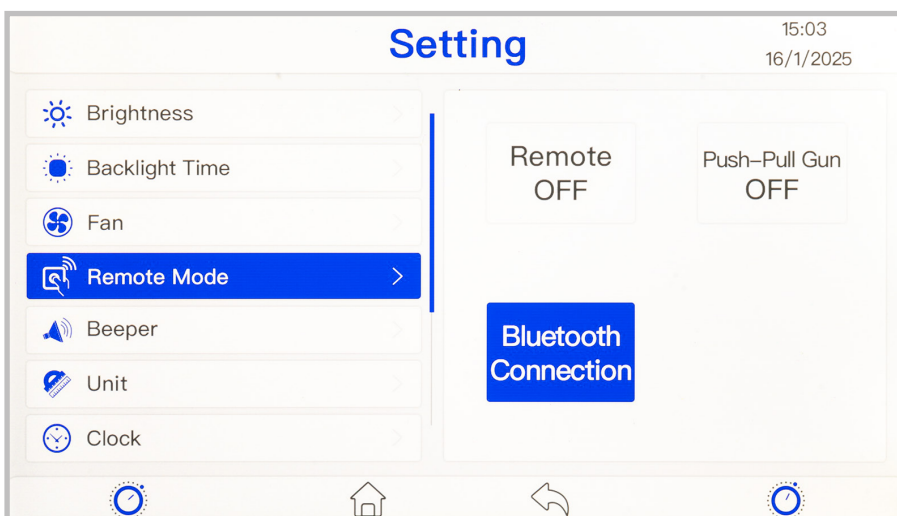 Setting
15:03
16/1/2025
Brightness
Backlight Time
Fan
Remote Mode
Beeper
Unit
Clock
Remote
OFF
Push-Pull Gun
OFF
Bluetooth
Connection